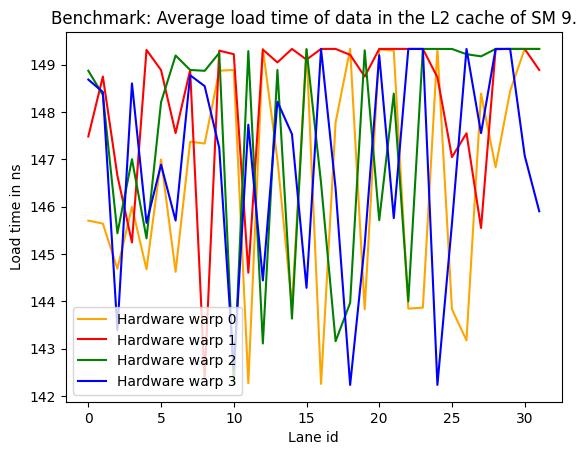 Benchmark: Average load time of data in the L2 cache of SM 9.
149
148
147
146
145
144
143
142
Load time in ns
Hardware warp 0
Hardware warp 1
Hardware warp 2
Hardware warp 3
0
5
10
15
20
25
30
Lane id